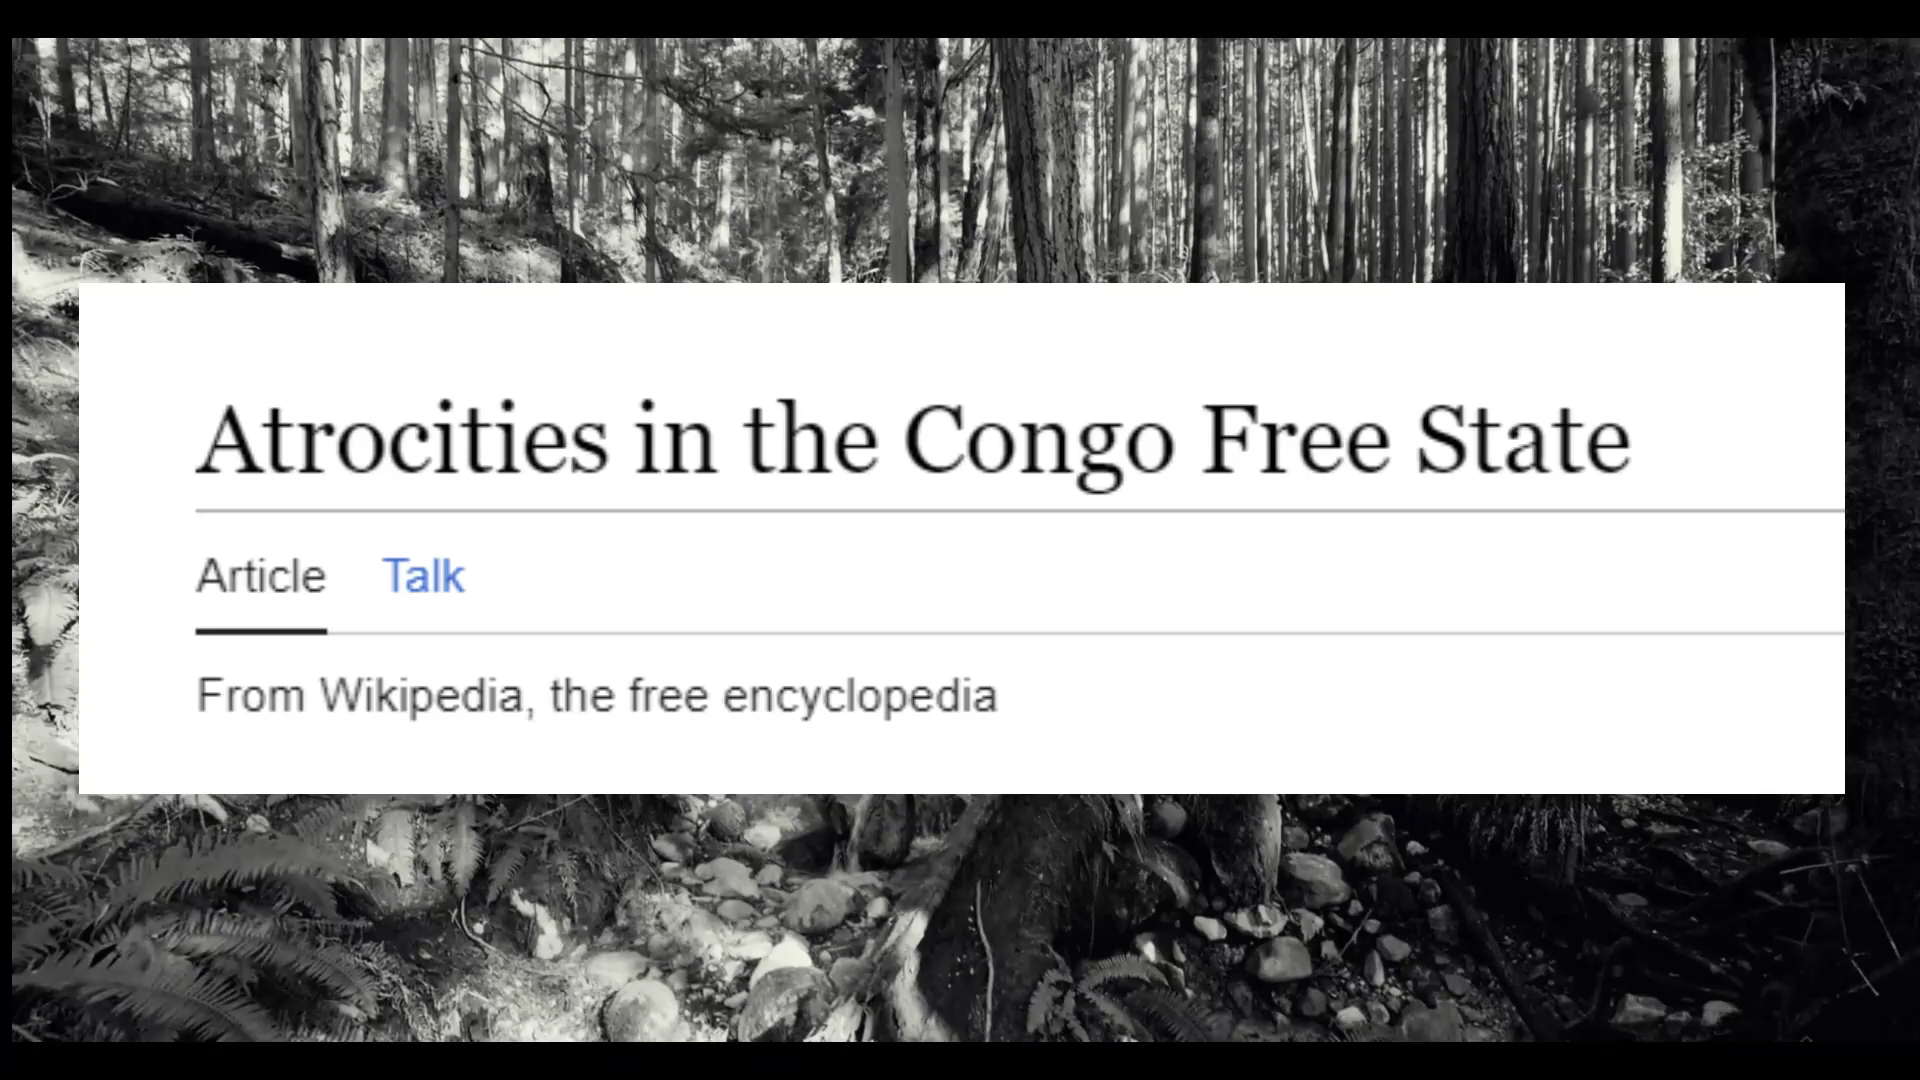 Atrocities in the Congo Free State
Article Talk
From Wikipedia, the free encyclopedia